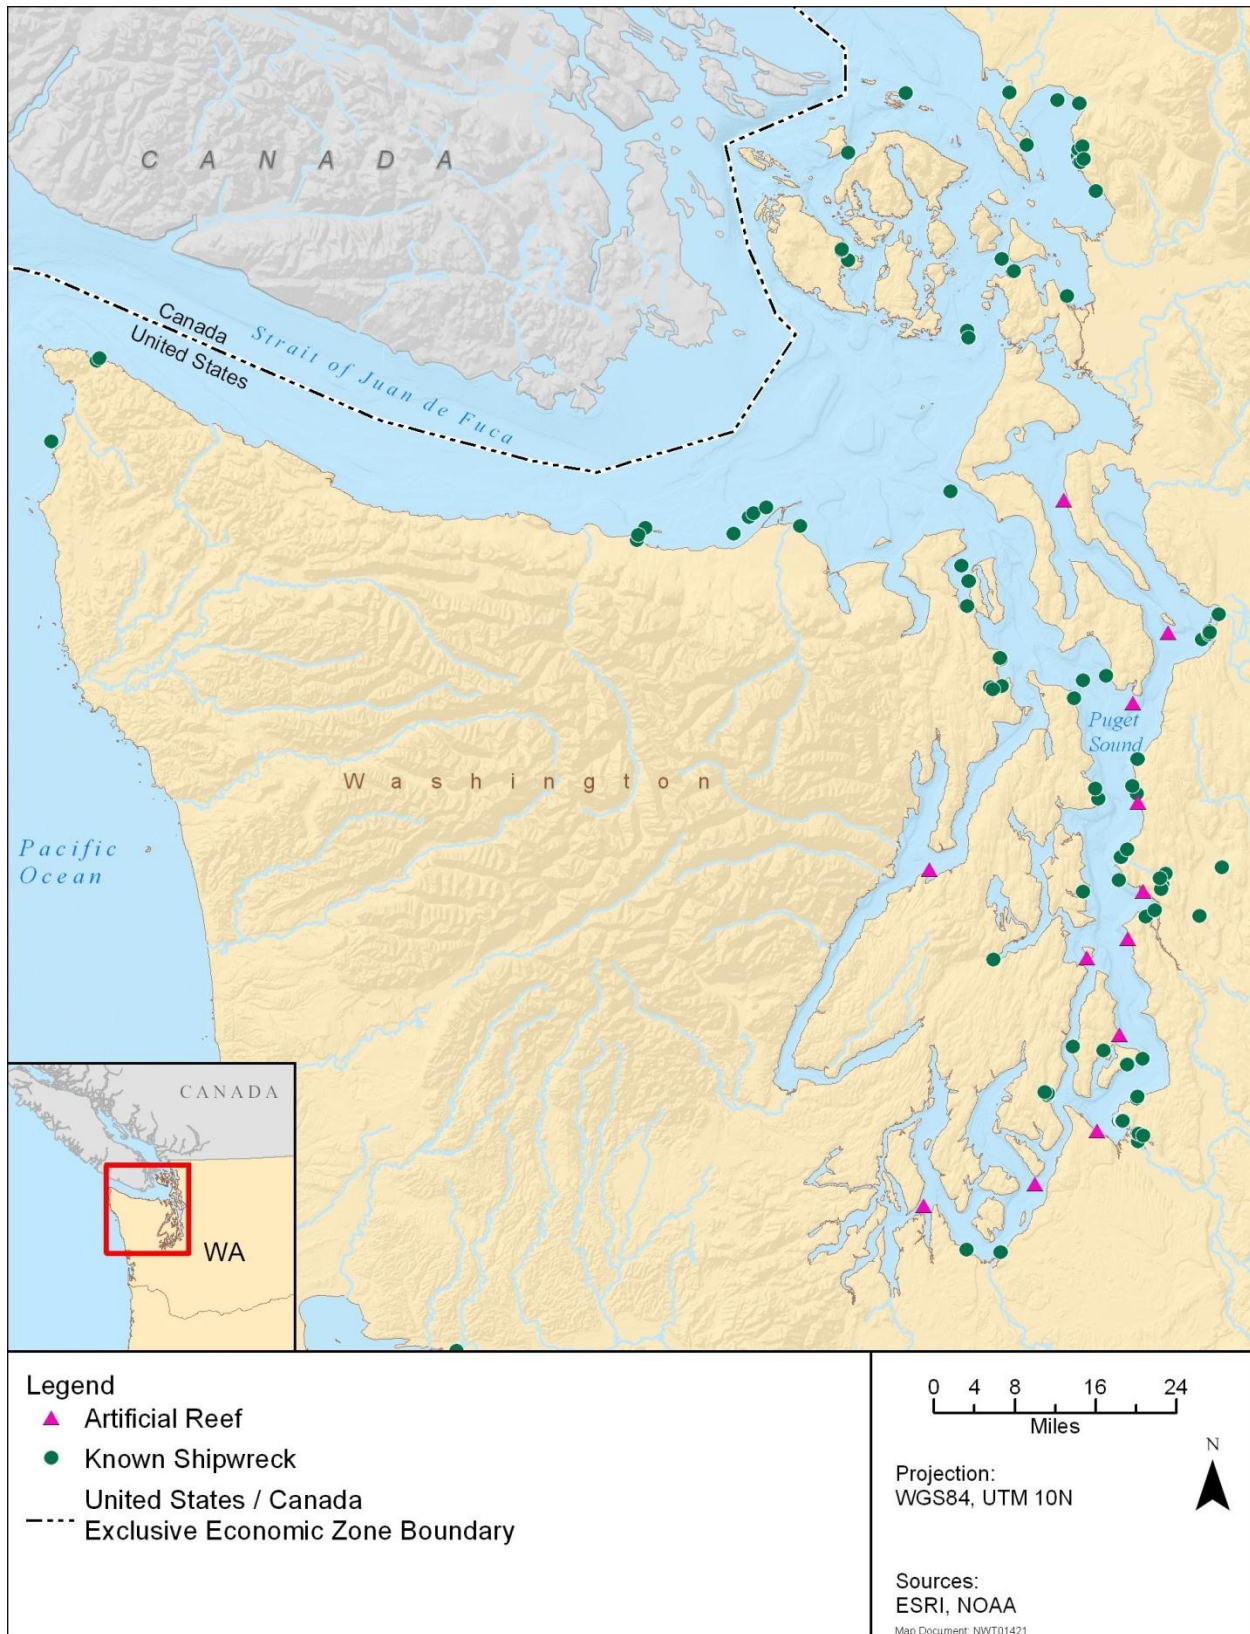 CANADA
Canada
United States
Strait of Juan de Fuca
Puget
Sound
Washington
Pacific
Ocean
CANADA
WA
Legend
Artificial Reef
Known Shipwreck
United States / Canada
Exclusive Economic Zone Boundary
0 4 8 16 24
Miles
N
Projection:
WGS84, UTM 10N
Sources:
ESRI, NOAA
Map Document: NWT01421